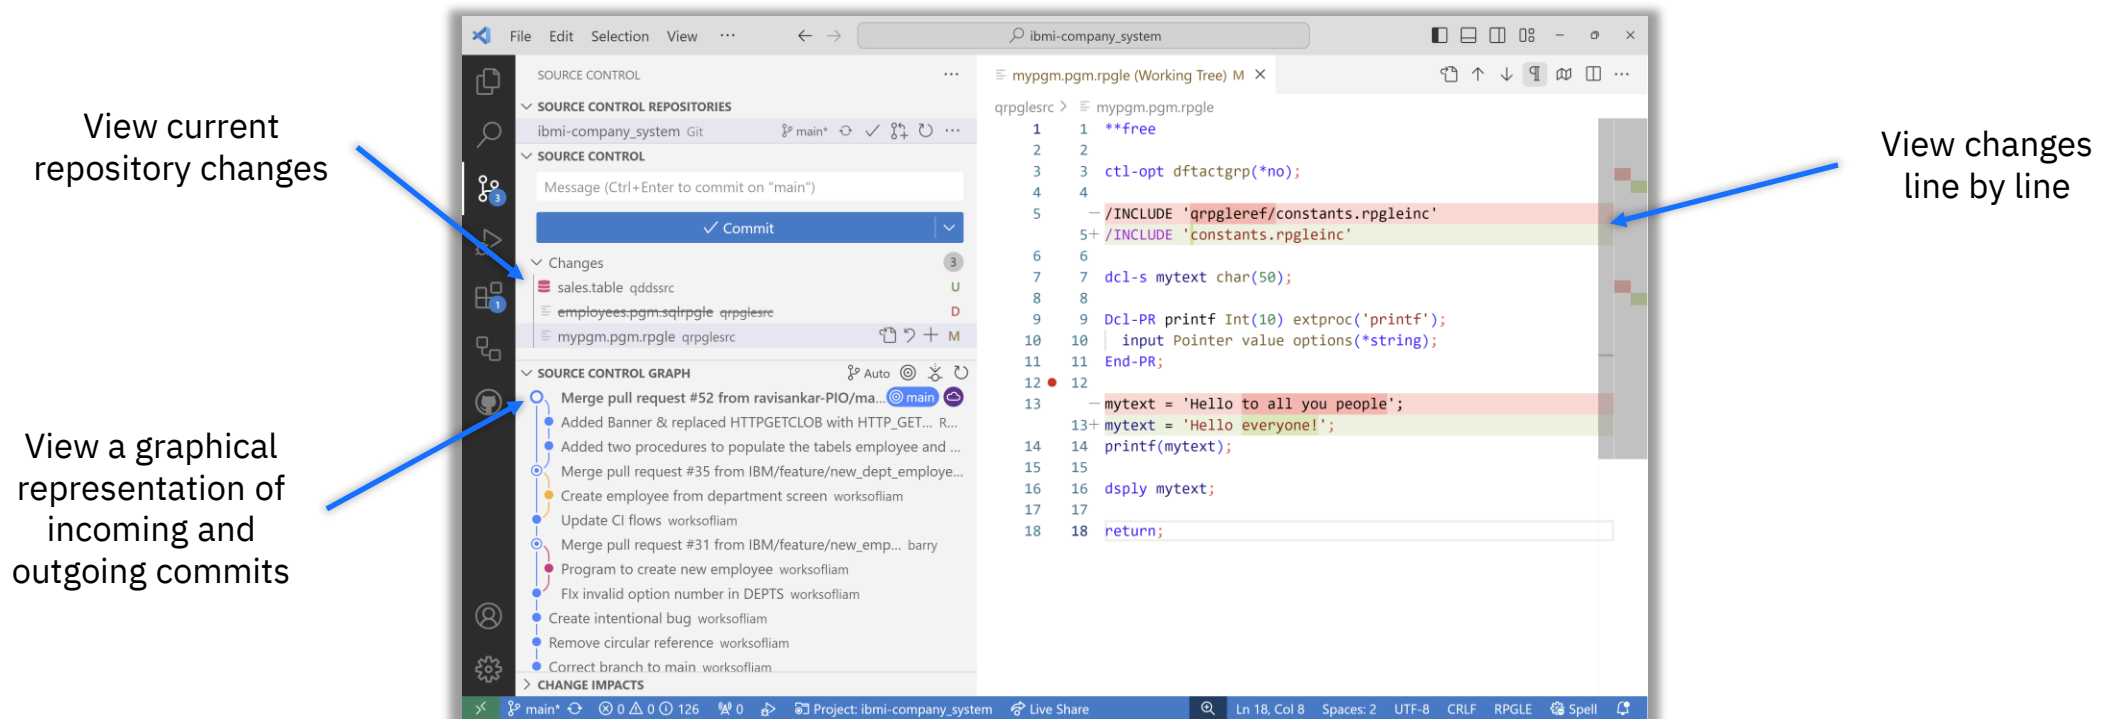 View current
repository changes
View a graphical
representation of
incoming and
outgoing commits
File Edit Selection View ···
ibmi-company_system
SOURCE CONTROL
SOURCE CONTROL REPOSITORIES
ibmi-company_system Git main*
SOURCE CONTROL
Message (Ctrl+Enter to commit on "main")
Commit
Changes 3
sales.table qddssrc U
employees.pgm.sqlrpgle qrpglesrc D
mypgm.pgm.rpgle qrpglesrc M
SOURCE CONTROL GRAPH Auto
Merge pull request #52 from ravisankar-PIO/ma... main
Added Banner & replaced HTTPGETCLOB with HTTP_GET... R...
Added two procedures to populate the tabels employee and ...
Merge pull request #35 from IBM/feature/new_dept_employe...
Create employee from department screen worksofliam
Update CI flows worksofliam
Merge pull request #31 from IBM/feature/new_emp... barry
Program to create new employee worksofliam
FIx invalid option number in DEPTS worksofliam
Create intentional bug worksofliam
Remove circular reference worksofliam
Correct branch to main worksofliam
CHANGE IMPACTS
3
1
mypgm.pgm.rpgle (Working Tree) M
qrpglesrc > mypgm.pgm.rpgle
1 1 **free
2 2
3 3 ctl-opt dftactgrp(*no);
4 4
5 — /INCLUDE 'qrpgleref/constants.rpgleinc'
5+ /INCLUDE 'constants.rpgleinc'
6 6
7 7 dcl-s mytext char(50);
8 8
9 9 Dcl-PR printf Int(10) extproc('printf');
10 10 input Pointer value options(*string);
11 11 End-PR;
12 12
13 — mytext = 'Hello to all you people';
13+ mytext = 'Hello everyone!';
14 14 printf(mytext);
15 15
16 16 dsply mytext;
17 17
18 18 return;
main* 0 0 126 0 Project: ibmi-company_system Live Share Ln 18, Col 8 Spaces: 2 UTF-8 CRLF RPGLE Spell
View changes
line by line